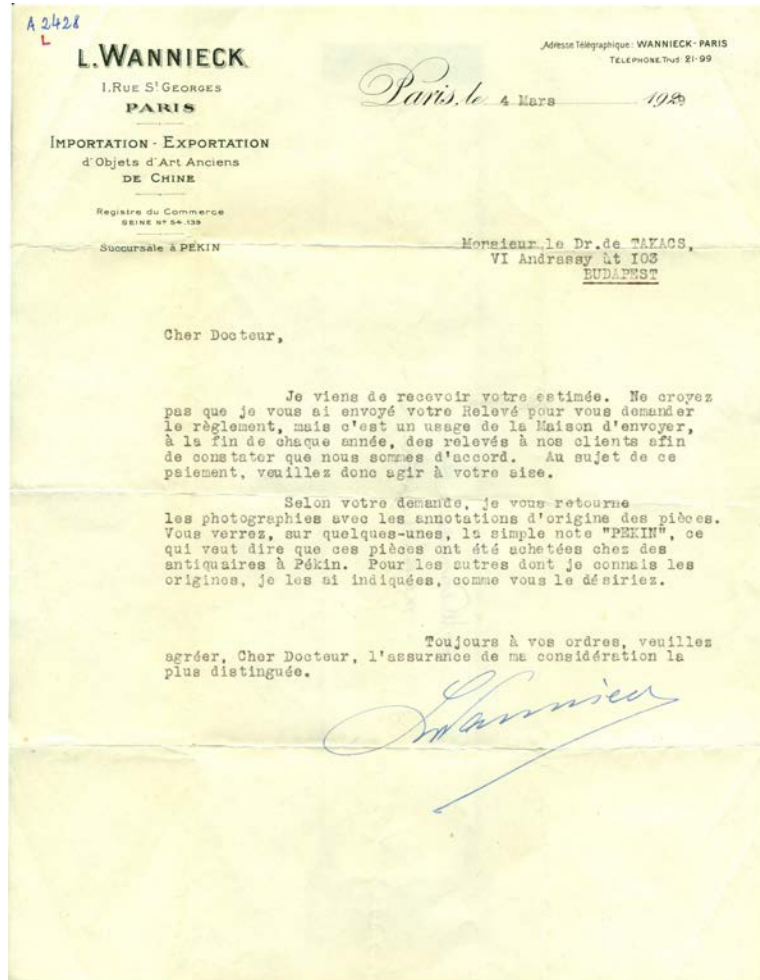 A 2428
L
L.WANNIECK
1.RUE St GEORGES
PARIS
IMPORTATION - EXPORTATION
d'Objets d'Art Anciens
DE CHINE
Registre du Commerce
SEINE No 54.139
Succursale à PEKIN
Adresse Télégraphique: WANNIECK-PARIS
TÉLÉPHONE Trud: 21-99
Paris, le 4 Mars 1929
Monsieur le Dr.de TAKACS,
VI Andrassy ùt I03
BUDAPEST
Cher Docteur,
Je viens de recevoir votre estimée. Ne croyez
pas que je vous ai envoyé votre Relevé pour vous demander
le règlement, mais c'est un usage de la Maison d'envoyer,
à la fin de chaque année, des relevés à nos clients afin
de constater que nous sommes d'accord. Au sujet de ce
paiement, veuillez donc agir à votre aise.
Selon votre demande, je vous retourne
les photographies avec les annotations d'origine des pièces.
Vous verrez, sur quelques-unes, la simple note "PEKIN", ce
qui veut dire que ces pièces ont été achetées chez des
antiquaires à Pékin. Pour les autres dont je connais les
origines, je les ai indiquées, comme vous le désiriez.
Toujours à vos ordres, veuillez
agréer, Cher Docteur, l'assurance de ma considération la
plus distinguée.
LWannieck